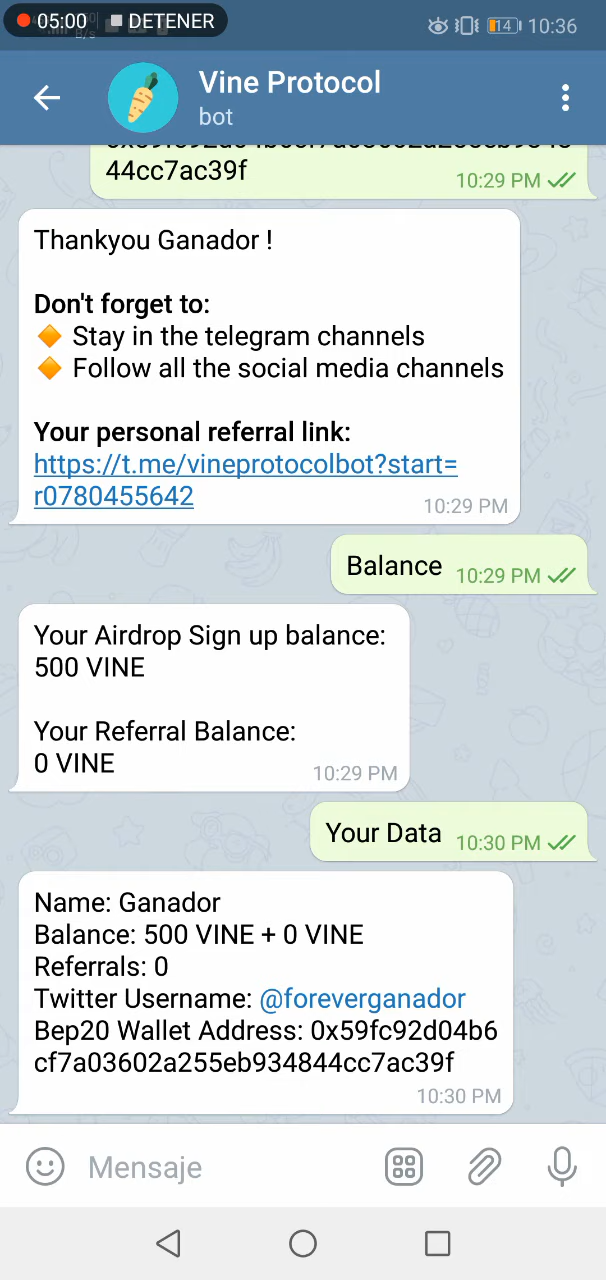 05:00 DETENER
B/s
14 10:36
Vine Protocol
bot
44cc7ac39f
10:29 PM
Thankyou Ganador !
Don't forget to:
🔶 Stay in the telegram channels
🔶 Follow all the social media channels
Your personal referral link:
https://t.me/vineprotocolbot?start=
r0780455642
10:29 PM
Balance 10:29 PM
Your Airdrop Sign up balance:
500 VINE
Your Referral Balance:
0 VINE
10:29 PM
Your Data 10:30 PM
Name: Ganador
Balance: 500 VINE + 0 VINE
Referrals: 0
Twitter Username: @foreverganador
Bep20 Wallet Address: 0x59fc92d04b6
cf7a03602a255eb934844cc7ac39f
10:30 PM
Mensaje